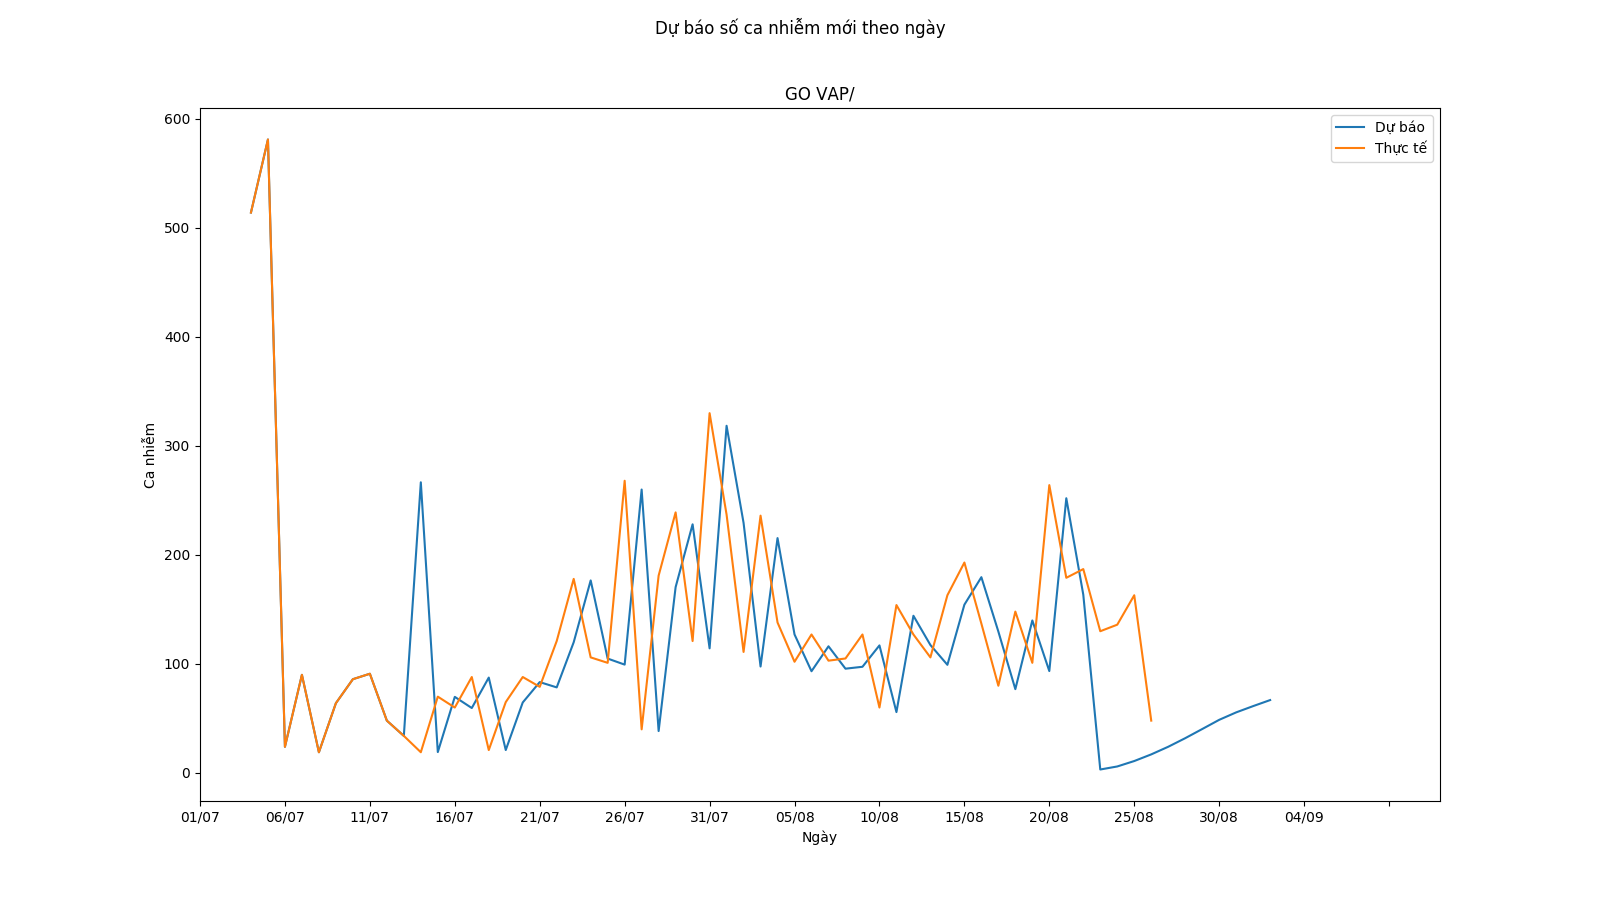 Dự báo số ca nhiễm mới theo ngày
GO VAP/
Dự báo
Thực tế
600
500
400
300
200
100
0
Ca nhiễm
01/07 06/07 11/07 16/07 21/07 26/07 31/07 05/08 10/08 15/08 20/08 25/08 30/08 04/09
Ngày